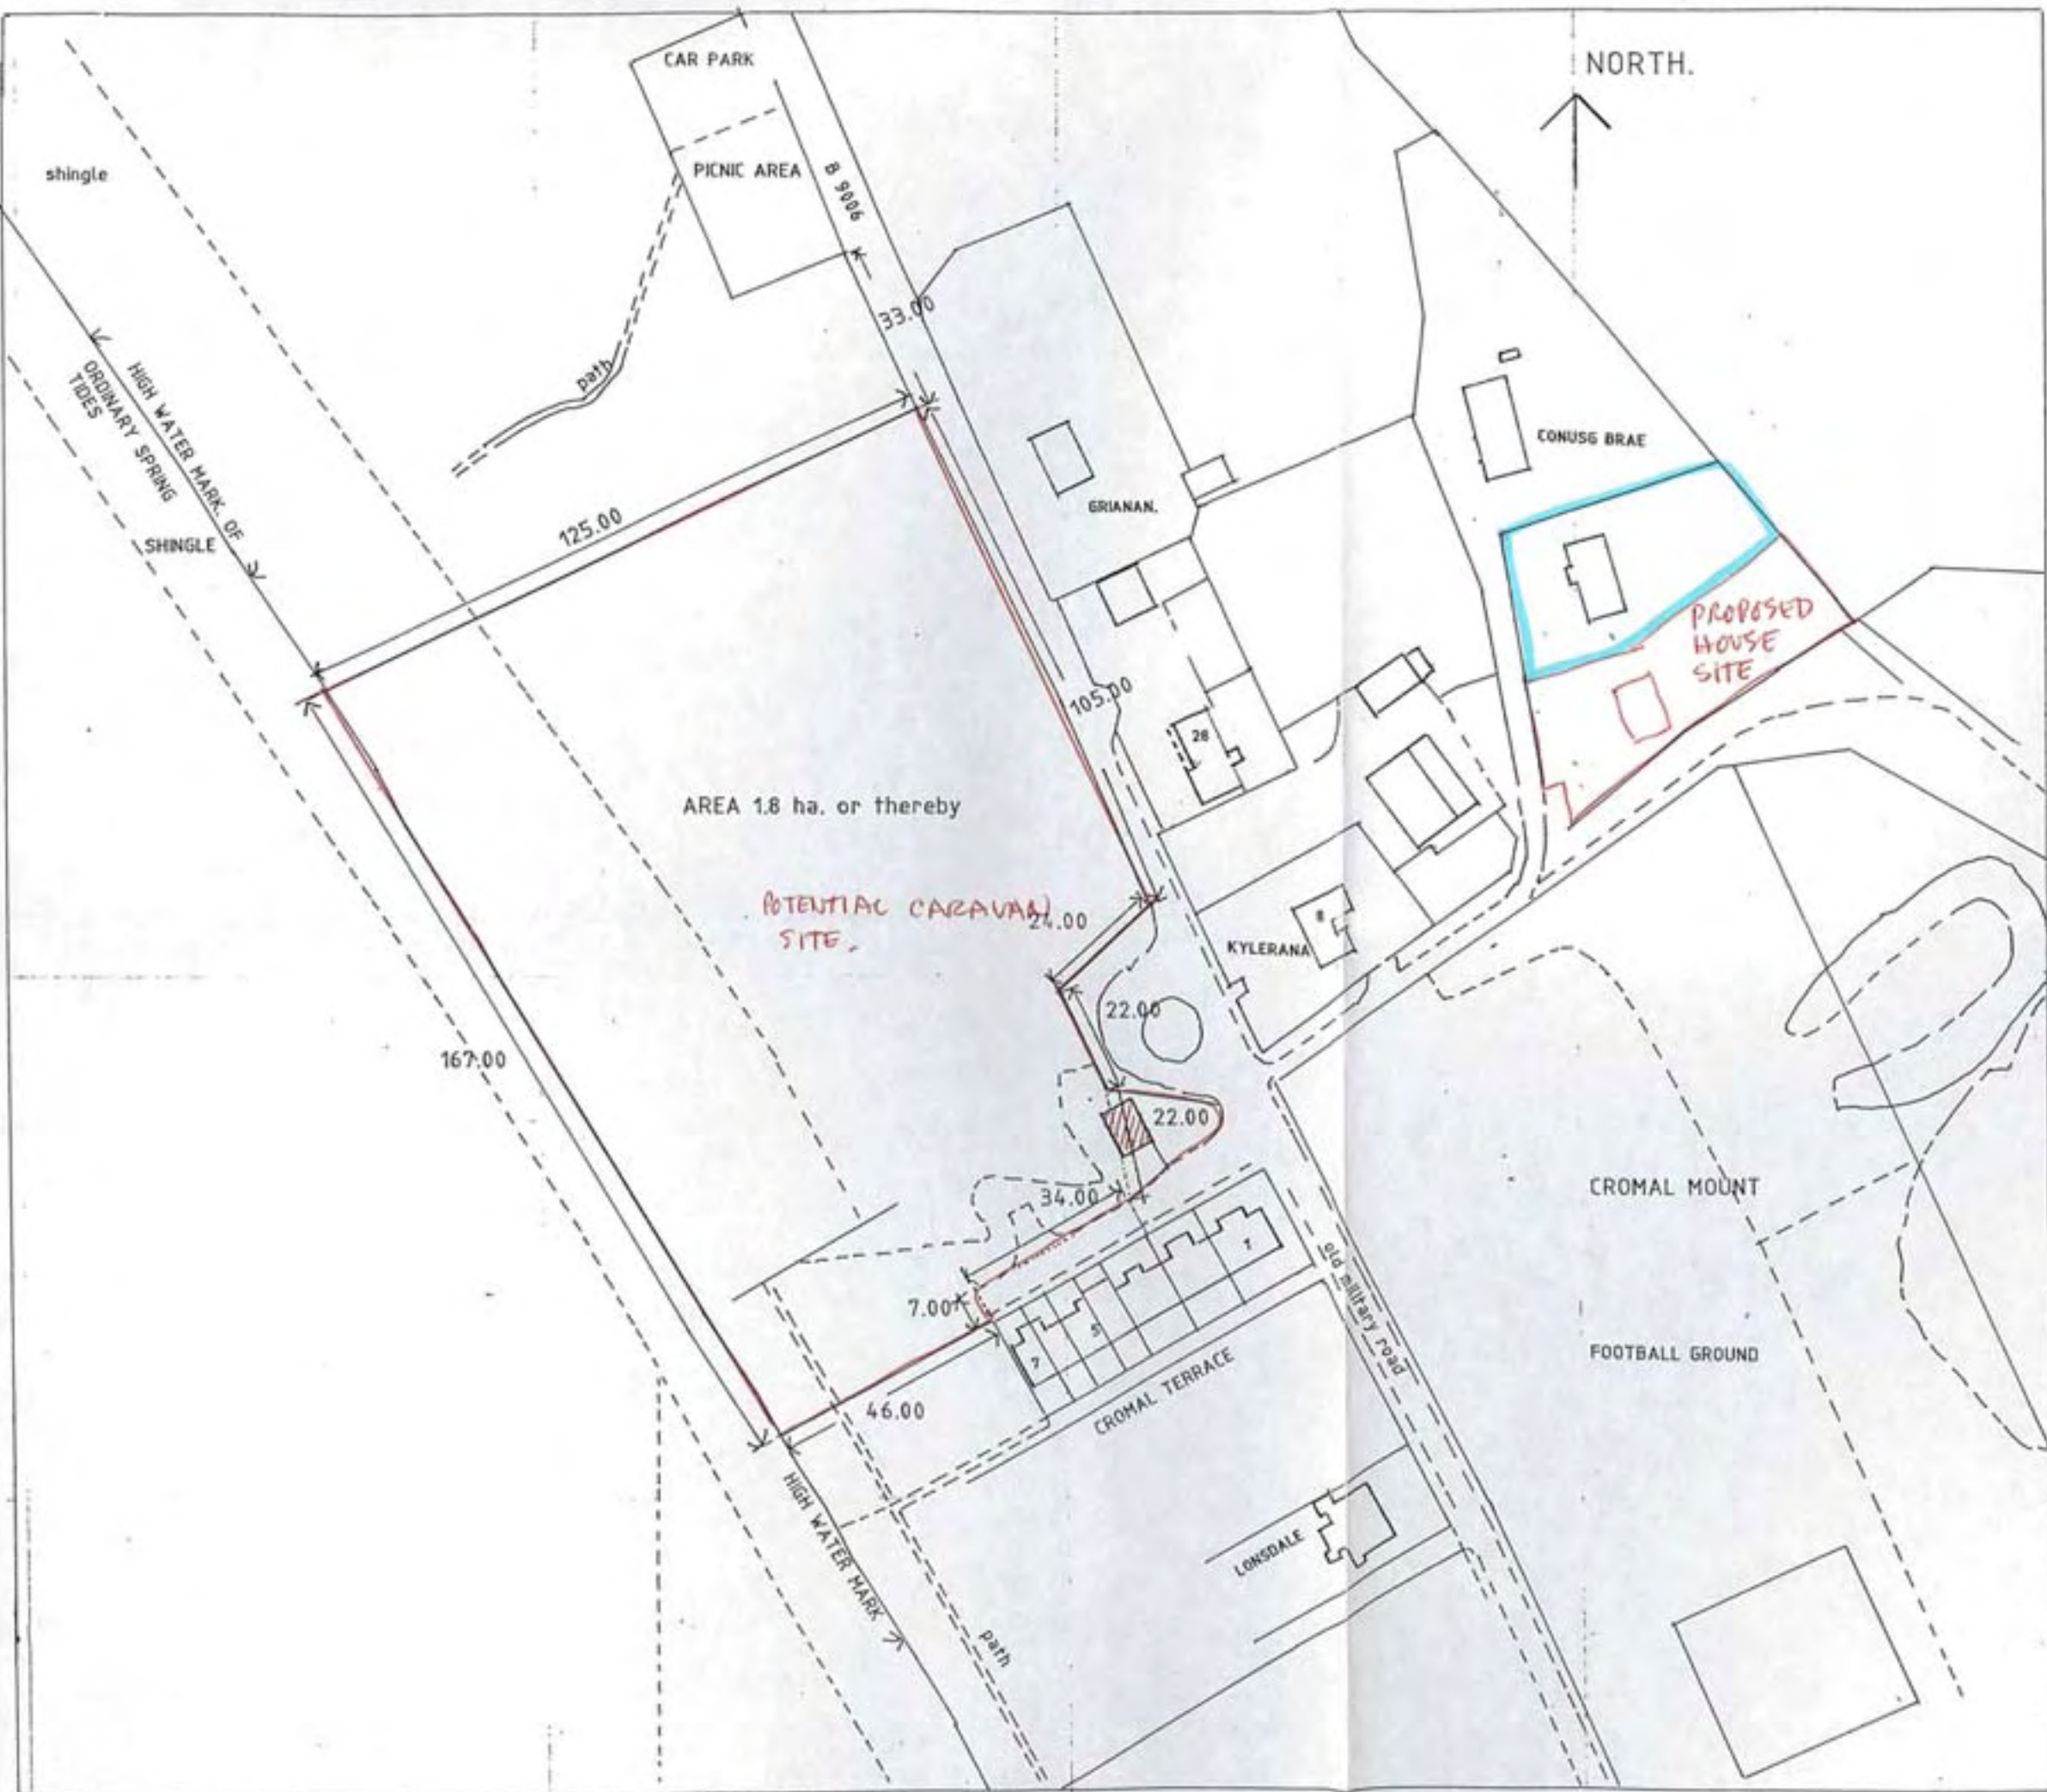 NORTH.
CAR PARK
PICNIC AREA
B 9006
shingle
33.00
path
HIGH WATER MARK. OF
ORDINARY SPRING
TIDES
SHINGLE
125.00
GRIANAN.
CONUSG BRAE
PROPOSED
HOUSE
SITE
105.00
28
AREA 1.8 ha. or thereby
POTENTIAL CARAVAN
SITE.
24.00
8
KYLERANA
22.00
167.00
22.00
34.00
CROMAL MOUNT
1
old military road
7.00
5
7
FOOTBALL GROUND
CROMAL TERRACE
46.00
HIGH WATER MARK
LONSDALE
path